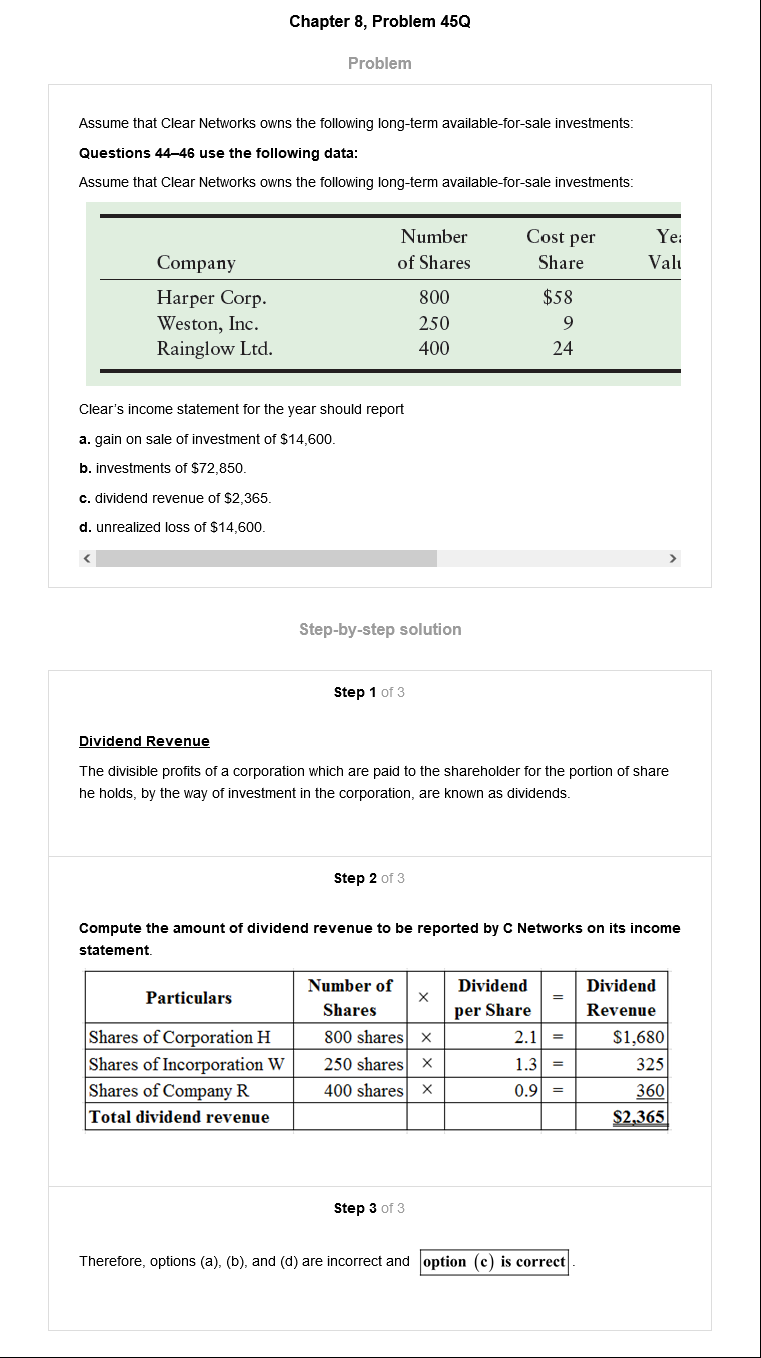 Chapter 8, Problem 45Q
Problem
Assume that Clear Networks owns the following long-term available-for-sale investments:
Questions 44–46 use the following data:
Assume that Clear Networks owns the following long-term available-for-sale investments:
Number Cost per
Company of Shares Share
Harper Corp. 800 $58
Weston, Inc. 250 9
Rainglow Ltd. 400 24
Clear's income statement for the year should report
a. gain on sale of investment of $14,600.
b. investments of $72,850.
c. dividend revenue of $2,365.
d. unrealized loss of $14,600.
Step-by-step solution
Step 1 of 3
Dividend Revenue
The divisible profits of a corporation which are paid to the shareholder for the portion of share
he holds, by the way of investment in the corporation, are known as dividends.
Step 2 of 3
Compute the amount of dividend revenue to be reported by C Networks on its income
statement.
Particulars Number of Shares × Dividend per Share = Dividend Revenue
Shares of Corporation H 800 shares × 2.1 = $1,680
Shares of Incorporation W 250 shares × 1.3 = 325
Shares of Company R 400 shares × 0.9 = 360
Total dividend revenue $2,365
Step 3 of 3
Therefore, options (a), (b), and (d) are incorrect and option (c) is correct.